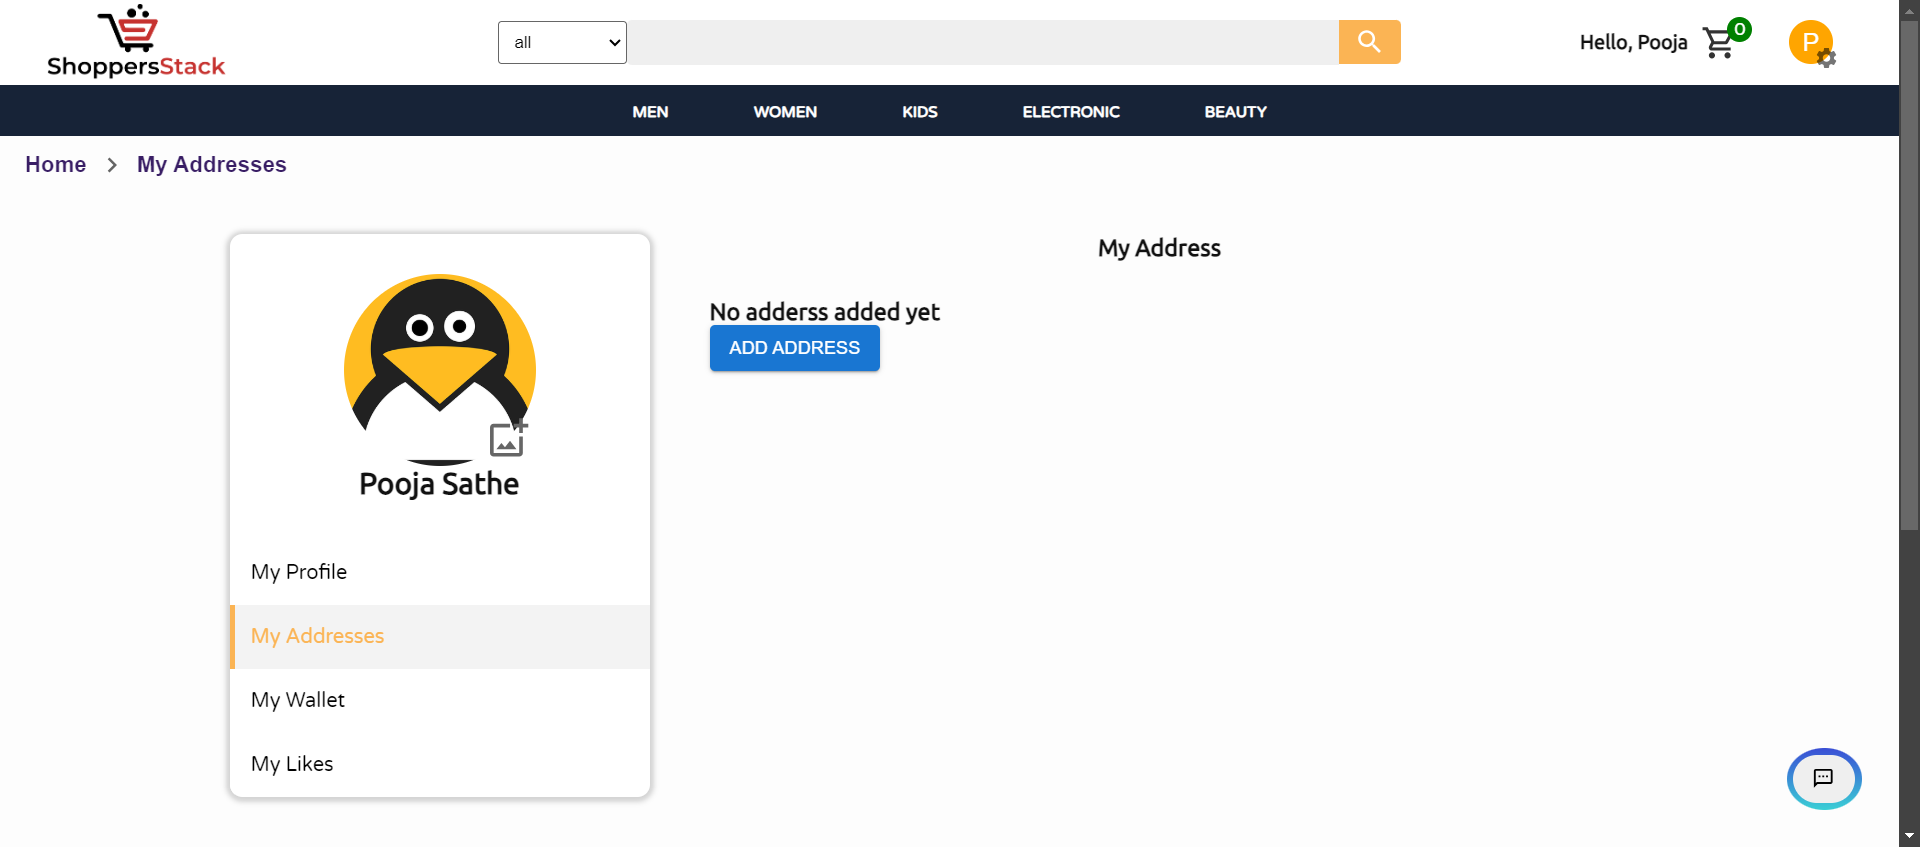 ShoppersStack
all
Hello, Pooja
0
P
MEN WOMEN KIDS ELECTRONIC BEAUTY
Home > My Addresses
My Address
No adderss added yet
ADD ADDRESS
Pooja Sathe
My Profile
My Addresses
My Wallet
My Likes